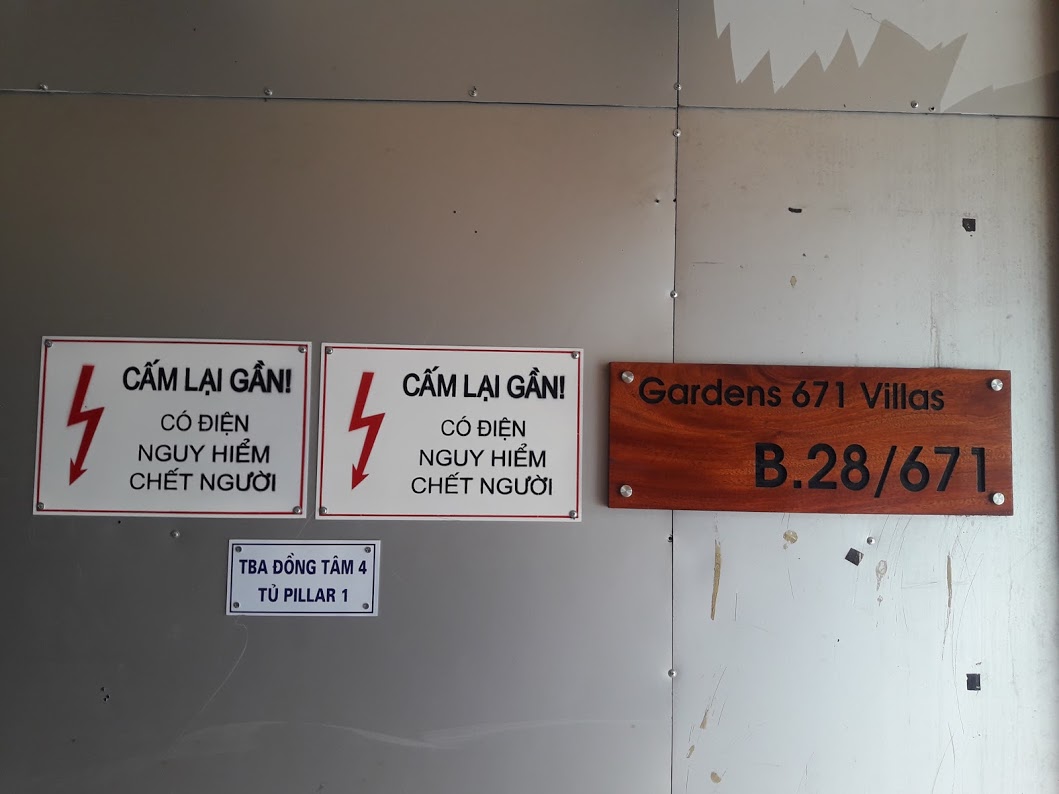 CẤM LẠI GẦN!
CÓ ĐIỆN
NGUY HIỂM
CHẾT NGƯỜI
CẤM LẠI GẦN!
CÓ ĐIỆN
NGUY HIỂM
CHẾT NGƯỜI
TBA ĐỒNG TÂM 4
TỦ PILLAR 1
Gardens 671 Villas
B.28/671